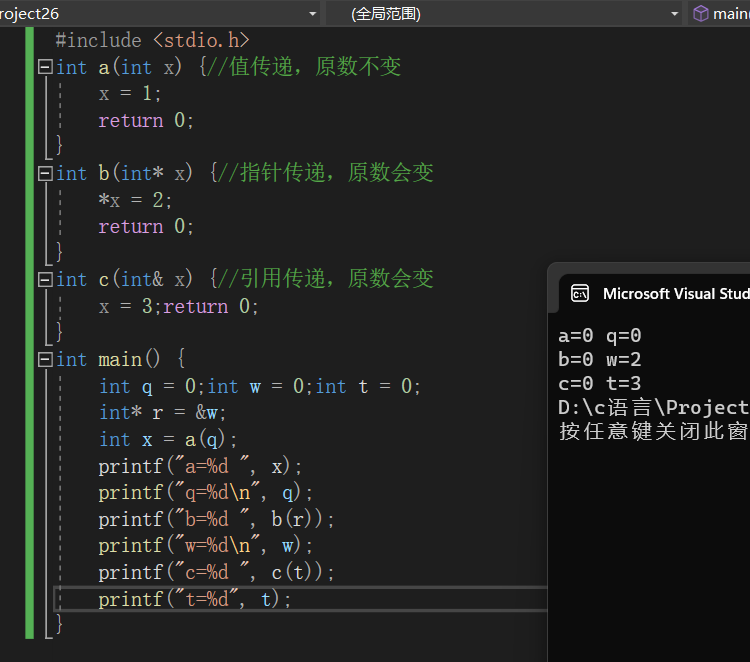 roject26
(全局范围)
main(
#include <stdio.h>
int a(int x) {//值传递，原数不变
x = 1;
return 0;
}
int b(int* x) {//指针传递，原数会变
*x = 2;
return 0;
}
int c(int& x) {//引用传递，原数会变
x = 3;return 0;
}
int main() {
int q = 0;int w = 0;int t = 0;
int* r = &w;
int x = a(q);
printf("a=%d ", x);
printf("q=%d\n", q);
printf("b=%d ", b(r));
printf("w=%d\n", w);
printf("c=%d ", c(t));
printf("t=%d", t);
}
Microsoft Visual Stud
a=0 q=0
b=0 w=2
c=0 t=3
D:\c语言\Project
按任意键关闭此窗